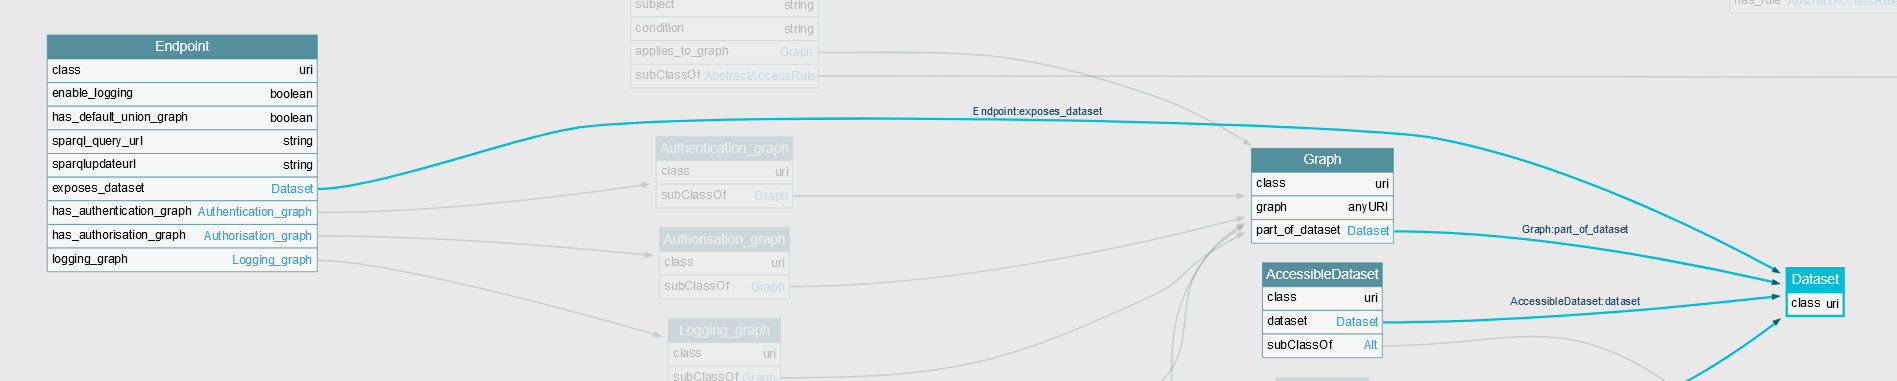 Endpoint
class uri
enable_logging boolean
has_default_union_graph boolean
sparql_query_url string
sparqlupdateurl string
exposes_dataset Dataset
has_authentication_graph Authentication_graph
has_authorisation_graph Authorisation_graph
logging_graph Logging_graph
subject string
condition string
applies_to_graph Graph
subClassOf AbstractAccessRule
has_rule AbstractAccessRule
Endpoint:exposes_dataset
Authentication_graph
class uri
subClassOf Graph
Authorisation_graph
class uri
subClassOf Graph
Logging_graph
class uri
subClassOf Graph
Graph
class uri
graph anyURI
part_of_dataset Dataset
Graph:part_of_dataset
AccessibleDataset
class uri
dataset Dataset
subClassOf Alt
AccessibleDataset:dataset
Dataset
class uri